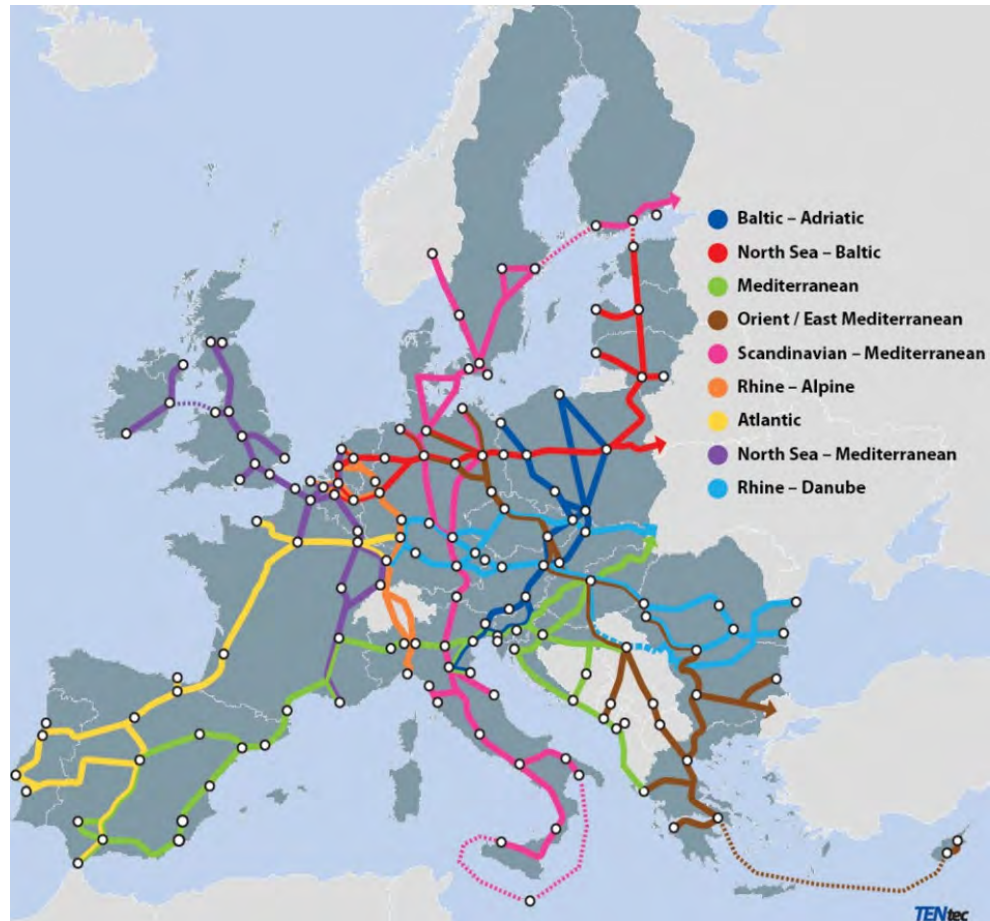 Baltic – Adriatic
North Sea – Baltic
Mediterranean
Orient / East Mediterranean
Scandinavian – Mediterranean
Rhine – Alpine
Atlantic
North Sea – Mediterranean
Rhine – Danube
TENtec